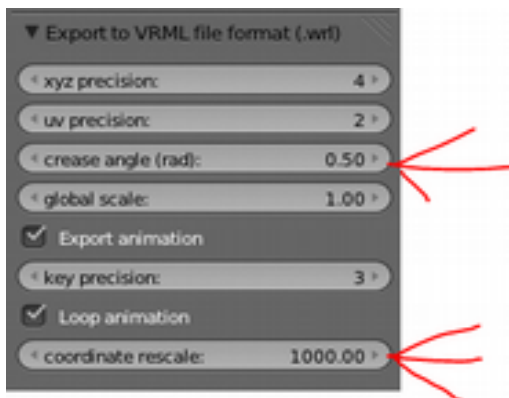 ▼ Export to VRML file format (.wrl)
xyz precision: 4
uv precision: 2
crease angle (rad): 0.50
global scale: 1.00
Export animation
key precision: 3
Loop animation
coordinate rescale: 1000.00